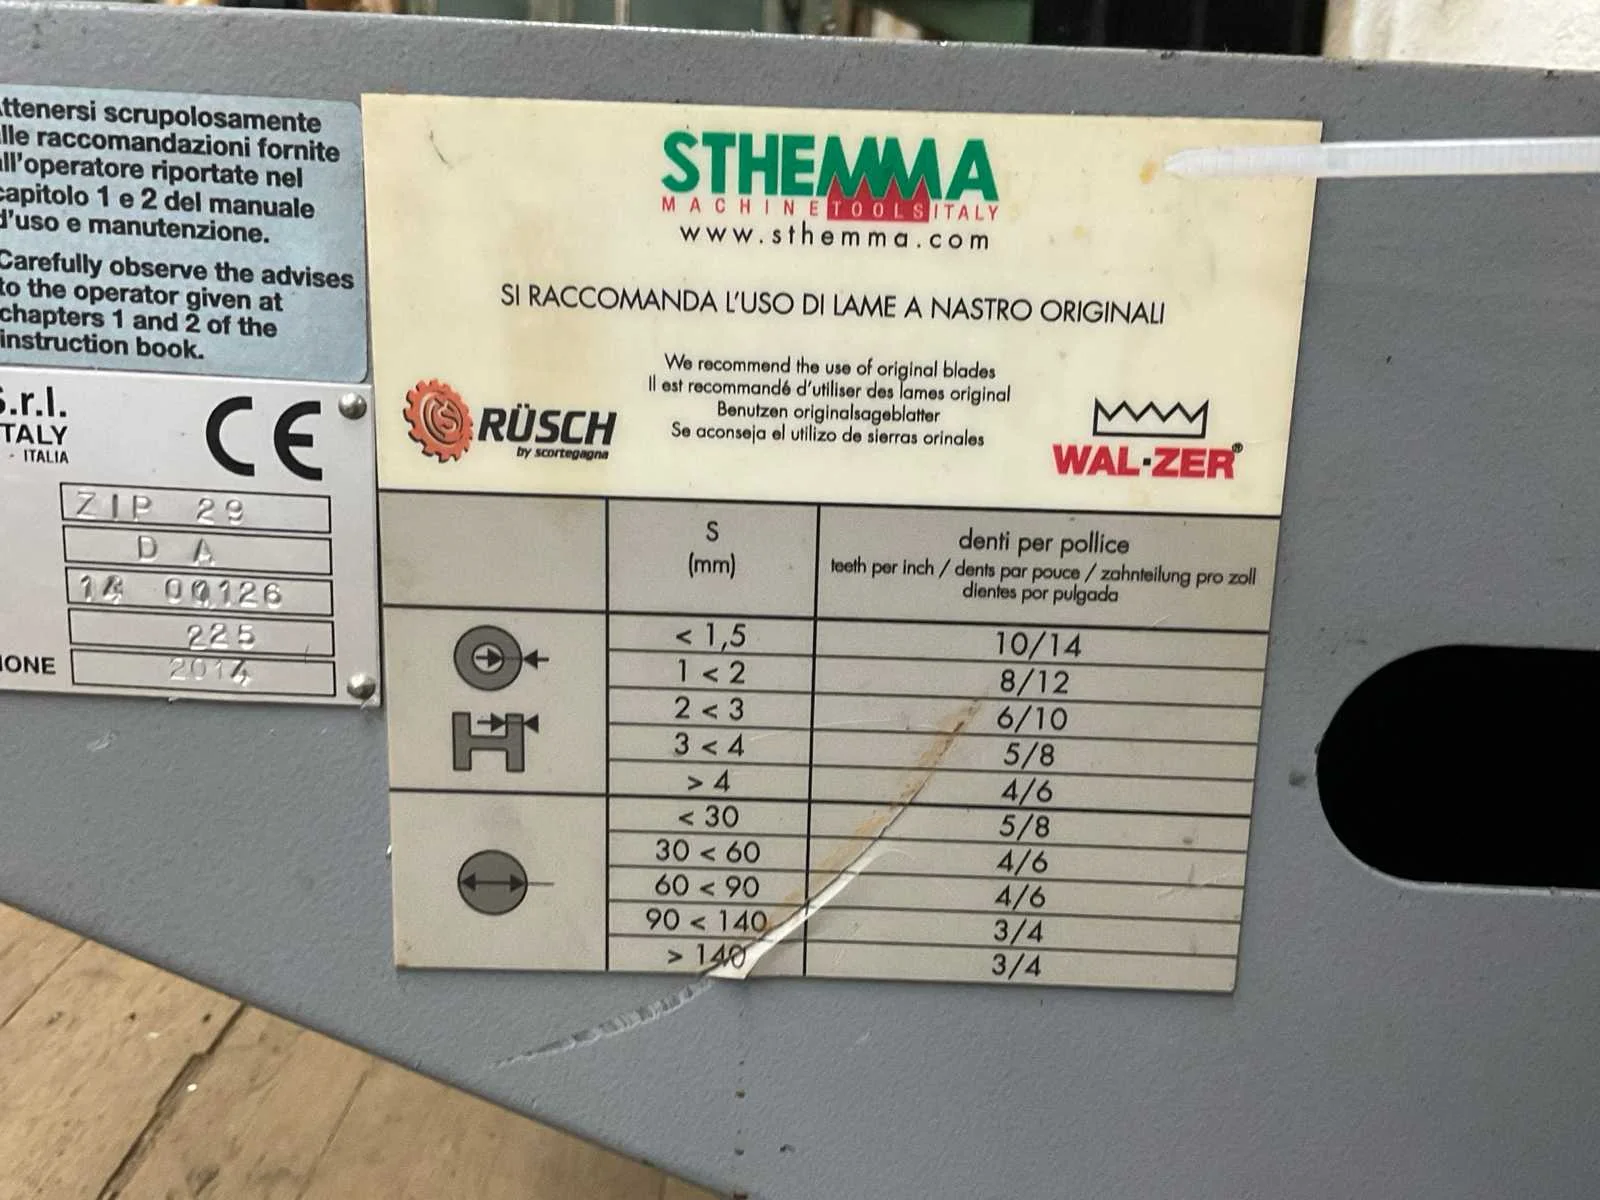 ttenersi scrupolosamente
lle raccomandazioni fornite
ll'operatore riportate nel
capitolo 1 e 2 del manuale
d'uso e manutenzione.
Carefully observe the advises
to the operator given at
chapters 1 and 2 of the
instruction book.
S.r.l.
ITALY
- ITALIA
CE
ZIP 29
DA
14 00126
225
IONE 2014
STHEMMA
MACHINE TOOLS ITALY
www.sthemma.com
SI RACCOMANDA L'USO DI LAME A NASTRO ORIGINALI
We recommend the use of original blades
Il est recommandé d'utiliser des lames original
Benutzen originalsageblatter
Se aconseja el utilizo de sierras orinales
RÜSCH
by scortegagna
WAL-ZER®
S
(mm)
denti per pollice
teeth per inch / dents par pouce / zahnteilung pro zoll
dientes por pulgada
< 1,5 10/14
1 < 2 8/12
2 < 3 6/10
3 < 4 5/8
> 4 4/6
< 30 5/8
30 < 60 4/6
60 < 90 4/6
90 < 140 3/4
> 140 3/4